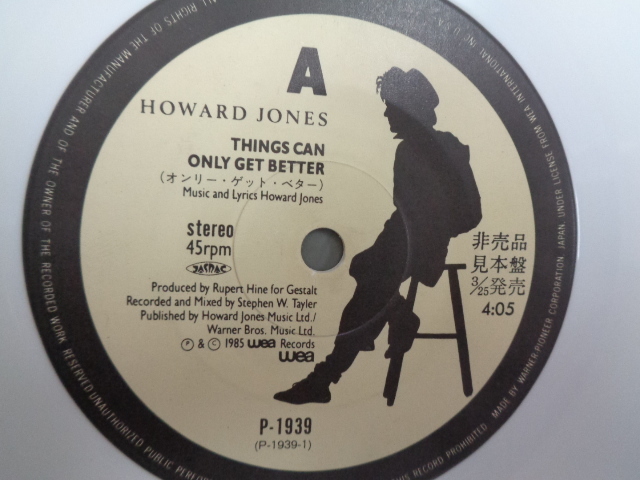 ALL RIGHTS OF THE MANUFACTURER AND OF THE OWNER OF THE RECORDED WORK RESERVED UNAUTHORIZED PUBLIC
A
HOWARD JONES
THINGS CAN
ONLY GET BETTER
(オンリー・ゲット・ベター)
Music and Lyrics Howard Jones
stereo
45rpm
JASRAC
非売品
見本盤
3/25発売
4:05
Produced by Rupert Hine for Gestalt
Recorded and Mixed by Stephen W. Tayler
Published by Howard Jones Music Ltd./
Warner Bros. Music Ltd.
Ⓟ & © 1985 wea Records
wea
P-1939
(P-1939-1)
THIS RECORD PROHIBITED. MADE BY WARNER-PIONEER CORPORATION, JAPAN, UNDER LICENSE FROM WEA INTERNATIONAL INC.